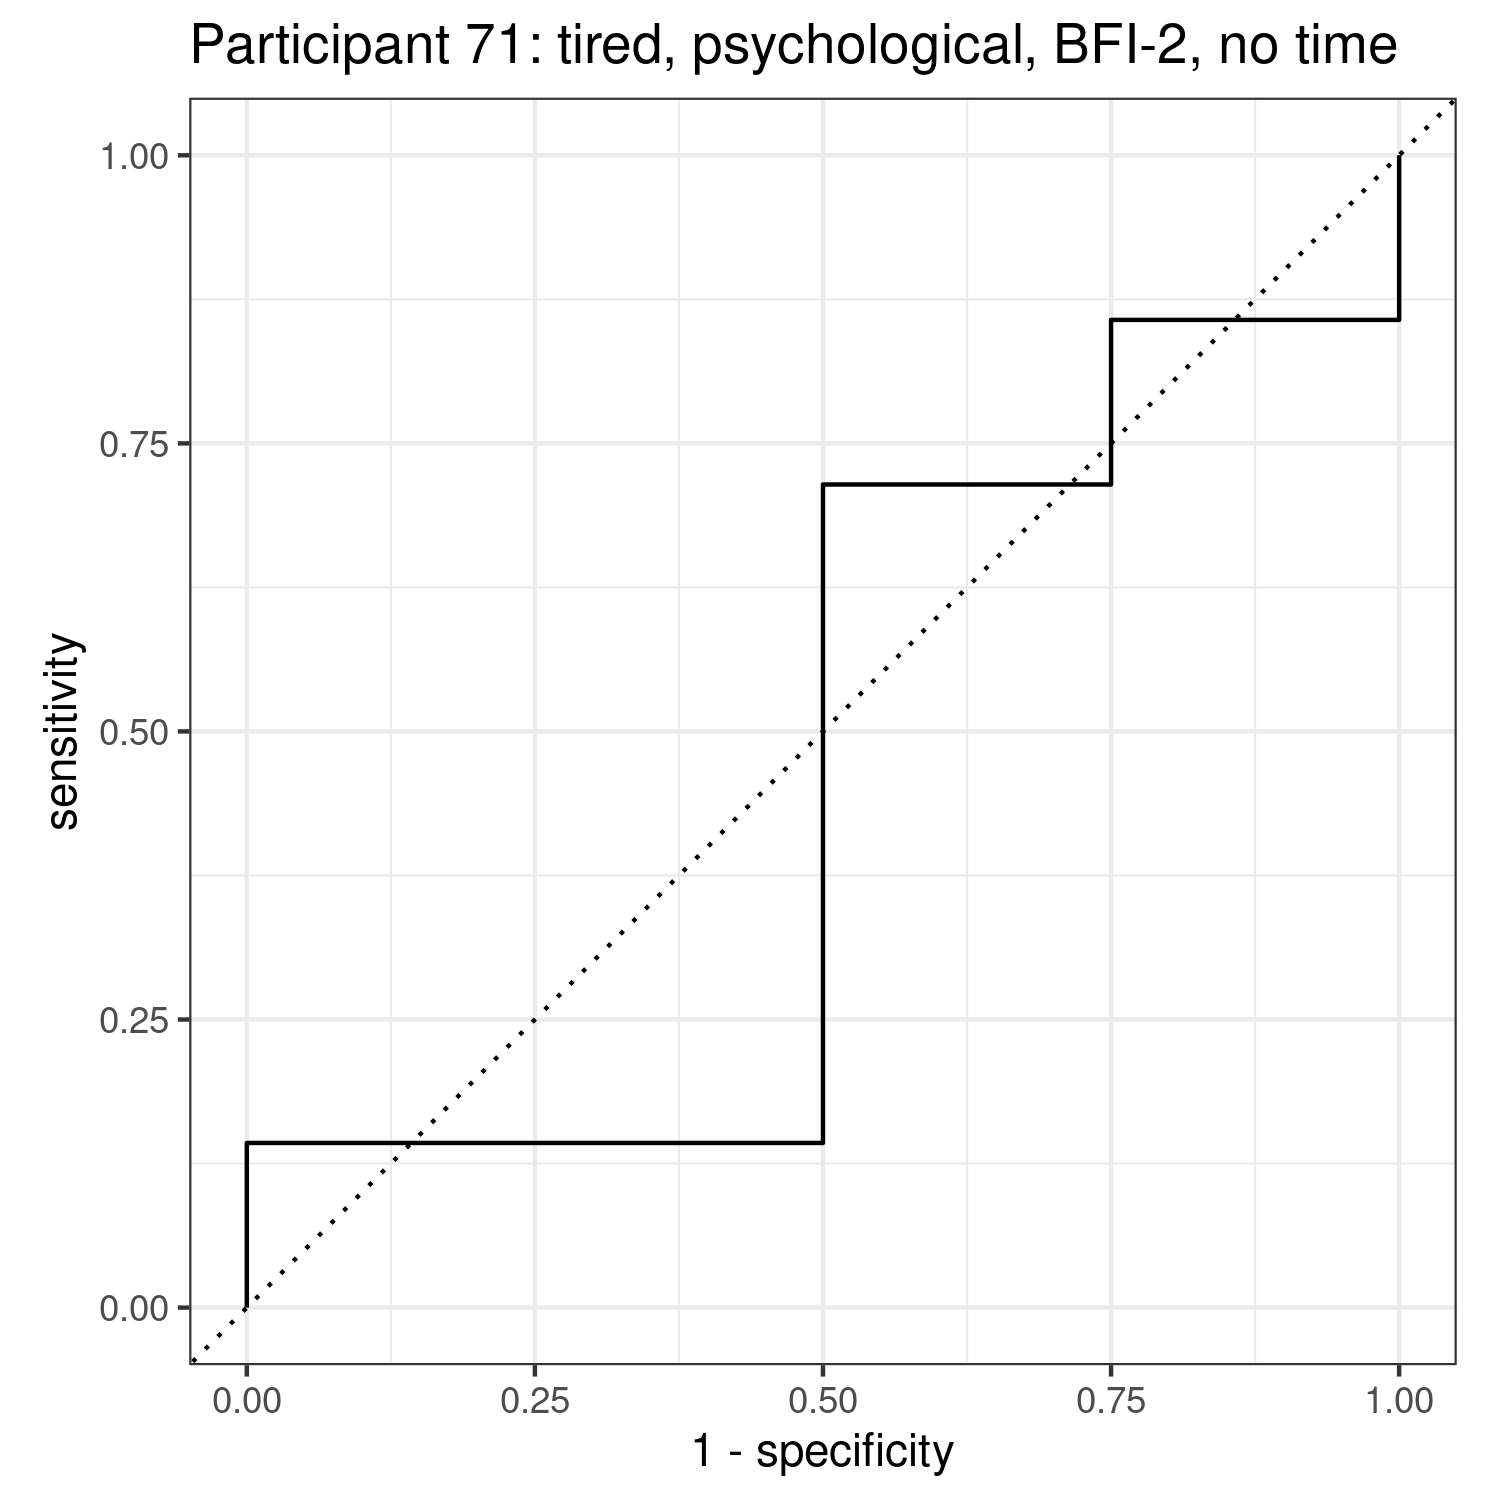 Participant 71: tired, psychological, BFI-2, no time
1.00
0.75
0.50
0.25
0.00
sensitivity
0.00 0.25 0.50 0.75 1.00
1 - specificity